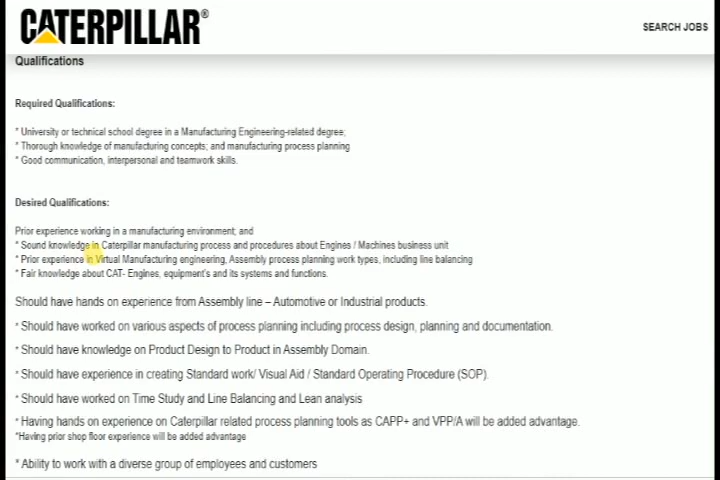 CATERPILLAR®
SEARCH JOBS
Qualifications
Required Qualifications:
* University or technical school degree in a Manufacturing Engineering-related degree;
* Thorough knowledge of manufacturing concepts; and manufacturing process planning
* Good communication, interpersonal and teamwork skills.
Desired Qualifications:
Prior experience working in a manufacturing environment; and
* Sound knowledge in Caterpillar manufacturing process and procedures about Engines / Machines business unit
* Prior experience in Virtual Manufacturing engineering, Assembly process planning work types, including line balancing
* Fair knowledge about CAT- Engines, equipment's and its systems and functions.
Should have hands on experience from Assembly line – Automotive or Industrial products.
* Should have worked on various aspects of process planning including process design, planning and documentation.
* Should have knowledge on Product Design to Product in Assembly Domain.
* Should have experience in creating Standard work/ Visual Aid / Standard Operating Procedure (SOP).
* Should have worked on Time Study and Line Balancing and Lean analysis
* Having hands on experience on Caterpillar related process planning tools as CAPP+ and VPP/A will be added advantage.
*Having prior shop floor experience will be added advantage
* Ability to work with a diverse group of employees and customers